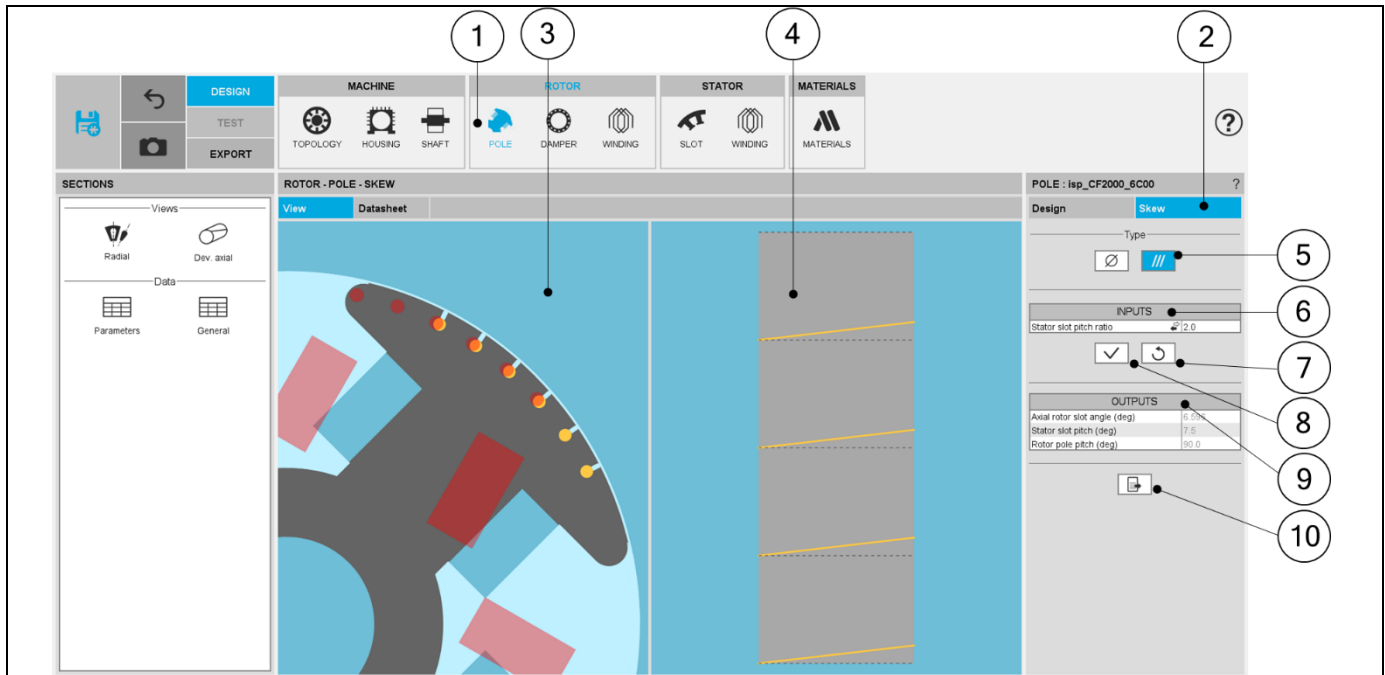 1
3
4
2
DESIGN
TEST
EXPORT
MACHINE
ROTOR
STATOR
MATERIALS
TOPOLOGY
HOUSING
SHAFT
POLE
DAMPER
WINDING
SLOT
WINDING
MATERIALS
?
SECTIONS
ROTOR - POLE - SKEW
POLE : isp_CF2000_6C00
?
Views
Radial
Dev. axial
Data
Parameters
General
View
Datasheet
Design
Skew
Type
Ø
///
5
INPUTS
6
Stator slot pitch ratio
2.0
7
8
OUTPUTS
Axial rotor slot angle (deg)
6.595
Stator slot pitch (deg)
7.5
Rotor pole pitch (deg)
90.0
9
10